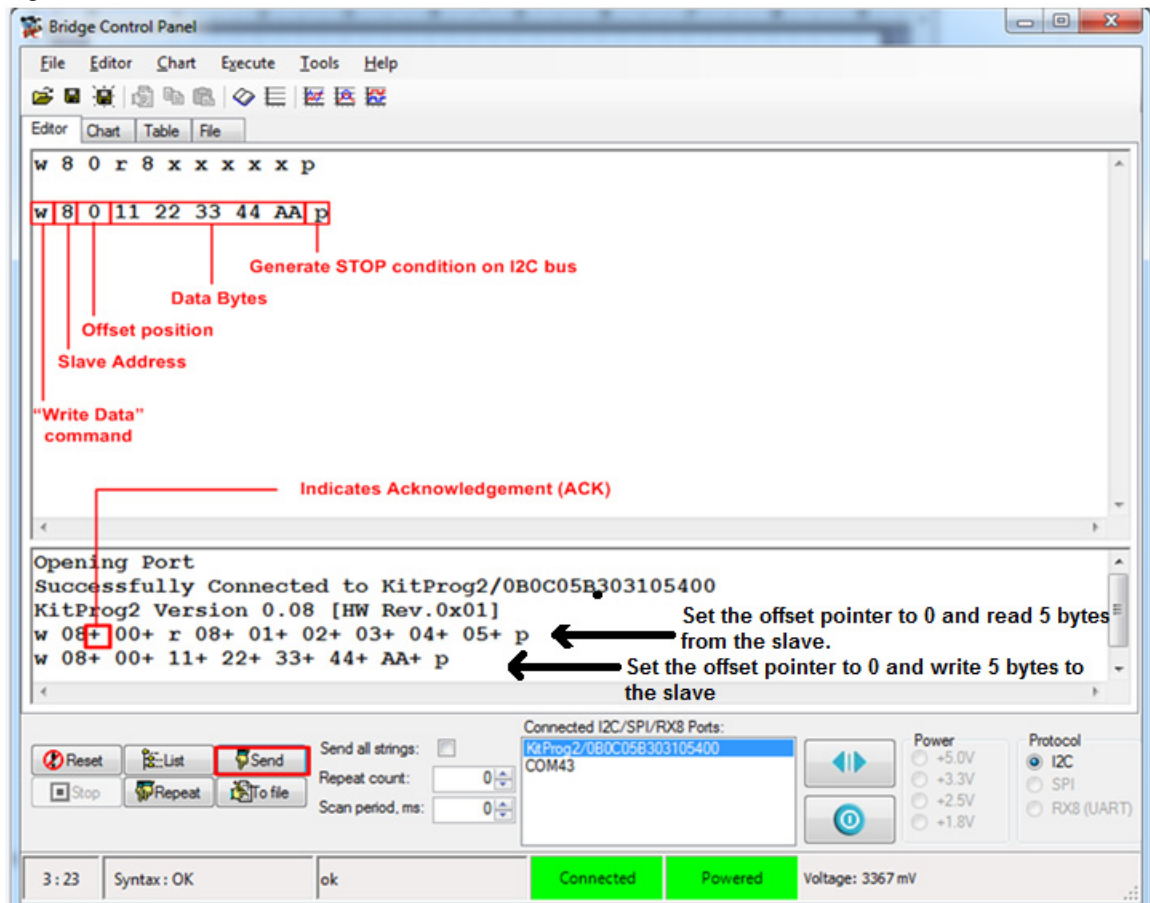 Bridge Control Panel
File Editor Chart Execute Tools Help
Editor Chart Table File
w 8 0 r 8 x x x x x p
w 8 0 11 22 33 44 AA p
Generate STOP condition on I2C bus
Data Bytes
Offset position
Slave Address
“Write Data”
command
Indicates Acknowledgement (ACK)
Opening Port
Successfully Connected to KitProg2/0B0C05B303105400
KitProg2 Version 0.08 [HW Rev.0x01]
w 08+ 00+ r 08+ 01+ 02+ 03+ 04+ 05+ p
Set the offset pointer to 0 and read 5 bytes
from the slave.
w 08+ 00+ 11+ 22+ 33+ 44+ AA+ p
Set the offset pointer to 0 and write 5 bytes to
the slave
Connected I2C/SPI/RX8 Ports:
KitProg2/0B0C05B303105400
COM43
Reset List Send
Stop Repeat To file
Send all strings:
Repeat count: 0
Scan period, ms: 0
Power
+5.0V
+3.3V
+2.5V
+1.8V
Protocol
I2C
SPI
RX8 (UART)
3 : 23 Syntax : OK ok Connected Powered Voltage: 3367 mV